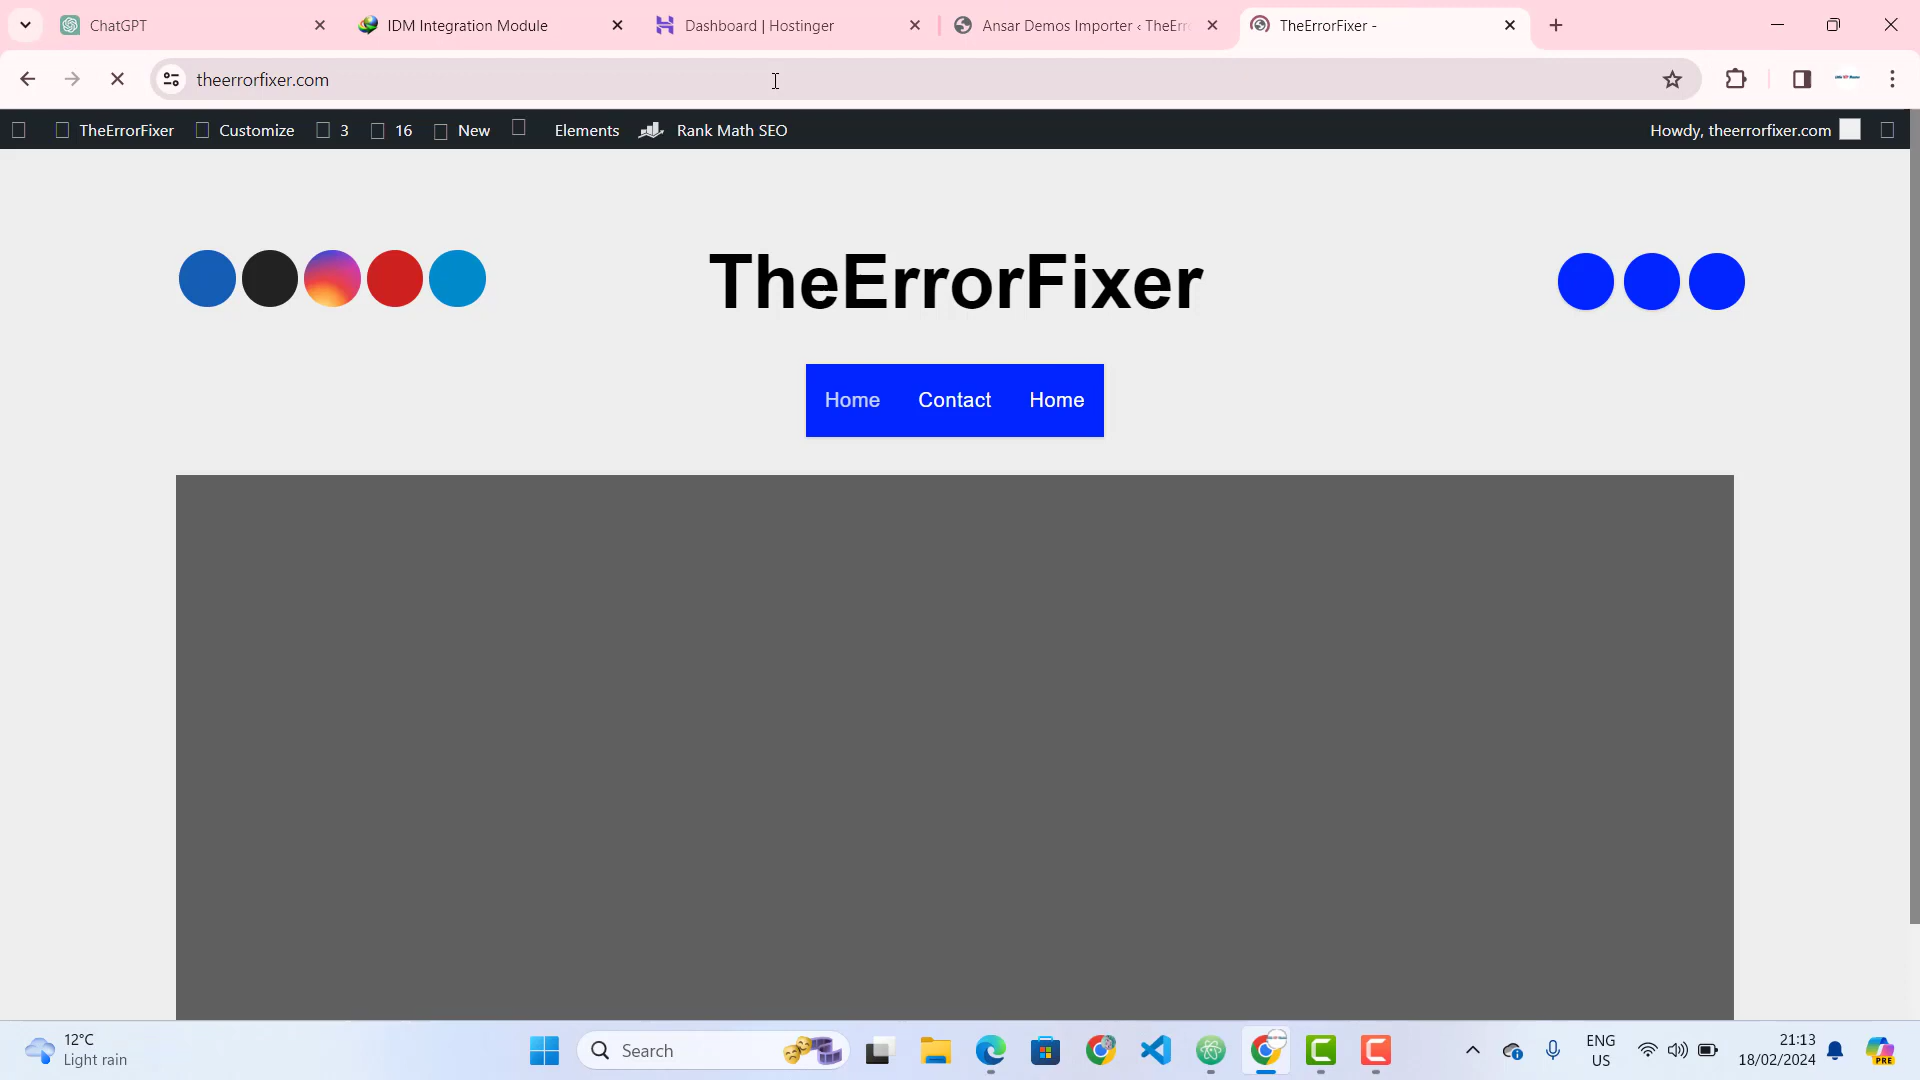 ChatGPT
IDM Integration Module
Dashboard | Hostinger
Ansar Demos Importer ‹ TheErr
TheErrorFixer -
theerrorfixer.com
TheErrorFixer
Customize
3
16
New
Elements
Rank Math SEO
Howdy, theerrorfixer.com
TheErrorFixer
Home
Contact
Home
12°C
Light rain
Search
ENG
US
21:13
18/02/2024
PRE